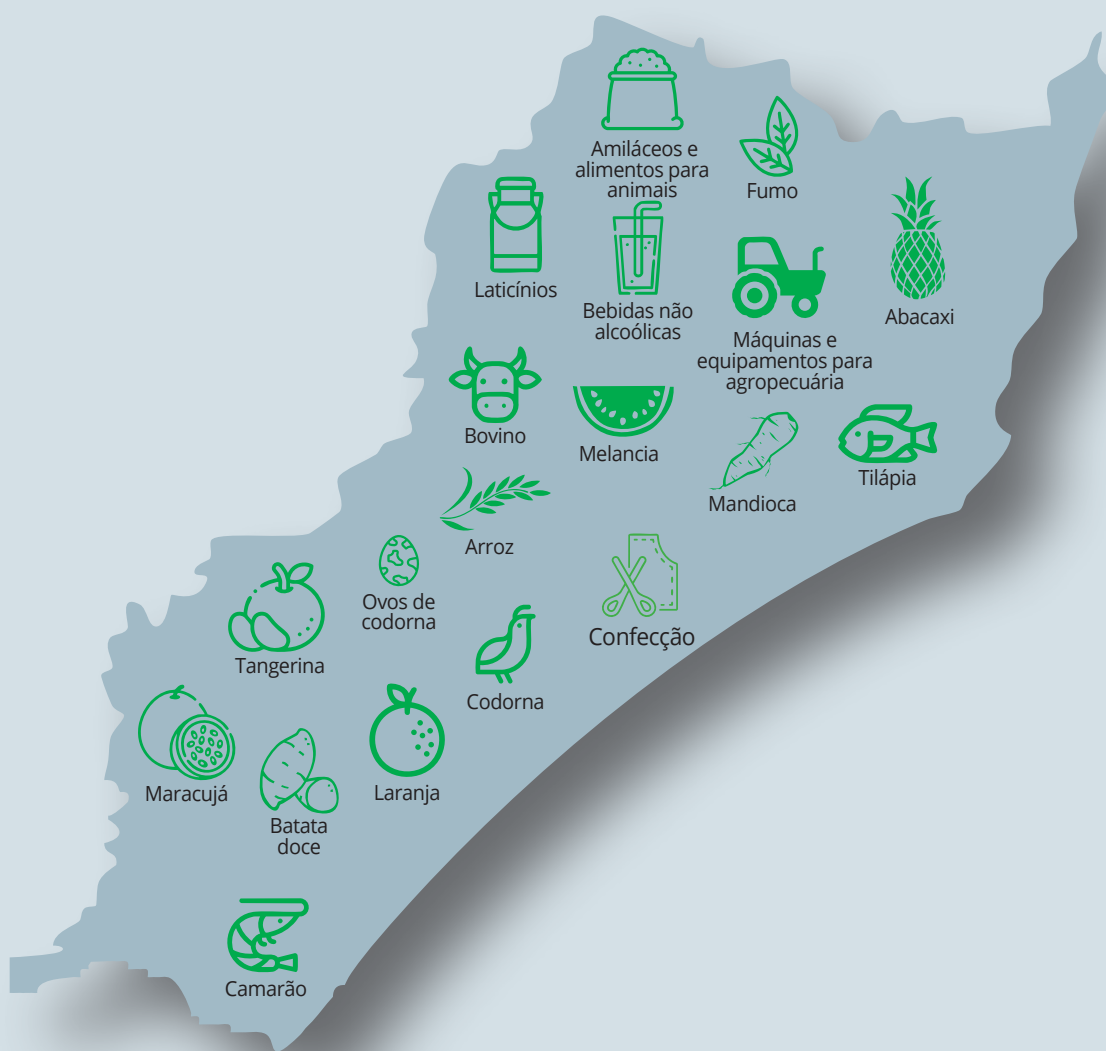 Amiláceos e
alimentos para
animais
Fumo
Laticínios
Bebidas não
alcoólicas
Abacaxi
Máquinas e
equipamentos para
agropecuária
Bovino
Melancia
Tilápia
Mandioca
Arroz
Ovos de
codorna
Confecção
Tangerina
Codorna
Maracujá
Laranja
Batata
doce
Camarão